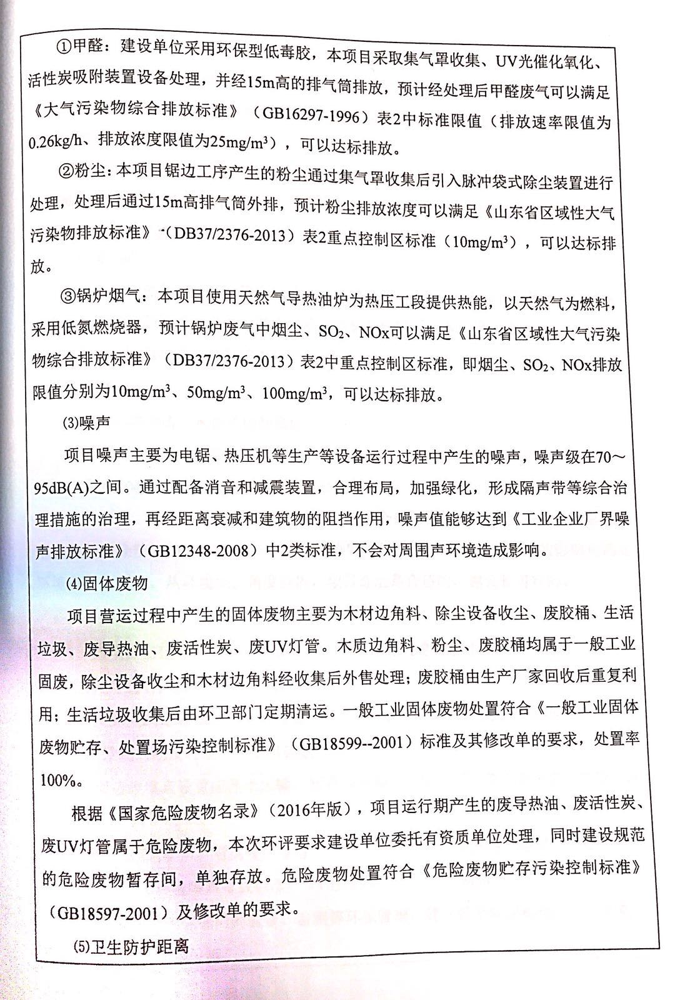 ①甲醛：建设单位采用环保型低毒胶，本项目采取集气罩收集、UV光催化氧化、
活性炭吸附装置设备处理，并经15m高的排气筒排放，预计经处理后甲醛废气可以满足
《大气污染物综合排放标准》（GB16297-1996）表2中标准限值（排放速率限值为
0.26kg/h、排放浓度限值为25mg/m³），可以达标排放。
②粉尘：本项目锯边工序产生的粉尘通过集气罩收集后引入脉冲袋式除尘装置进行
处理，处理后通过15m高排气筒外排，预计粉尘排放浓度可以满足《山东省区域性大气
污染物排放标准》（DB37/2376-2013）表2重点控制区标准（10mg/m³），可以达标排
放。
③锅炉烟气：本项目使用天然气导热油炉为热压工段提供热能，以天然气为燃料，
采用低氮燃烧器，预计锅炉废气中烟尘、SO₂、NOx可以满足《山东省区域性大气污染
物综合排放标准》（DB37/2376-2013）表2中重点控制区标准，即烟尘、SO₂、NOx排放
限值分别为10mg/m³、50mg/m³、100mg/m³，可以达标排放。
⑶噪声
项目噪声主要为电锯、热压机等生产等设备运行过程中产生的噪声，噪声级在70～
95dB(A)之间。通过配备消音和减震装置，合理布局，加强绿化，形成隔声带等综合治
理措施的治理，再经距离衰减和建筑物的阻挡作用，噪声值能够达到《工业企业厂界噪
声排放标准》（GB12348-2008）中2类标准，不会对周围声环境造成影响。
⑷固体废物
项目营运过程中产生的固体废物主要为木材边角料、除尘设备收尘、废胶桶、生活
垃圾、废导热油、废活性炭、废UV灯管。木质边角料、粉尘、废胶桶均属于一般工业
固废，除尘设备收尘和木材边角料经收集后外售处理；废胶桶由生产厂家回收后重复利
用；生活垃圾收集后由环卫部门定期清运。一般工业固体废物处置符合《一般工业固体
废物贮存、处置场污染控制标准》（GB18599--2001）标准及其修改单的要求，处置率
100%。
根据《国家危险废物名录》（2016年版），项目运行期产生的废导热油、废活性炭、
废UV灯管属于危险废物，本次环评要求建设单位委托有资质单位处理，同时建设规范
的危险废物暂存间，单独存放。危险废物处置符合《危险废物贮存污染控制标准》
（GB18597-2001）及修改单的要求。
⑸卫生防护距离